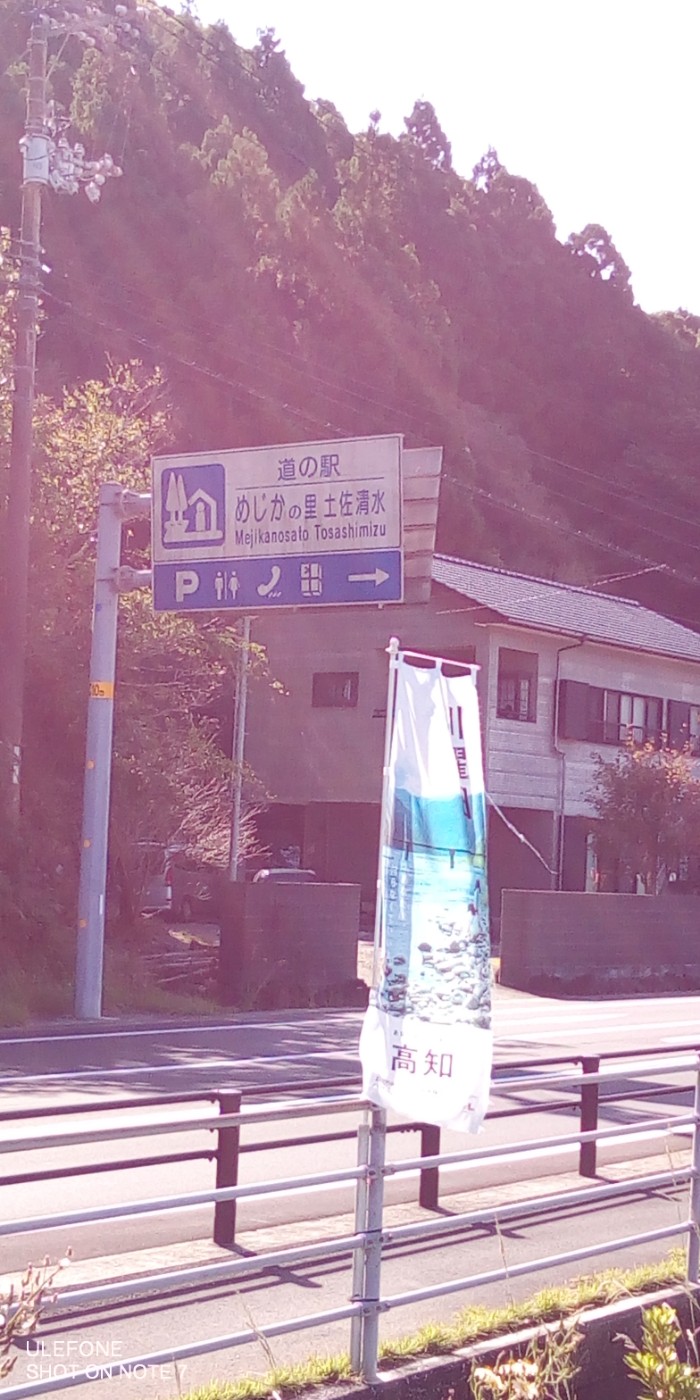 道の駅
めじかの里 土佐清水
Mejikanosato Tosashimizu
P
高知
ULEFONE
SHOT ON NOTE 7